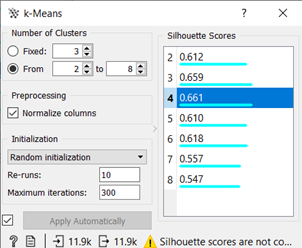 k-Means
Number of Clusters
Fixed: 3
From 2 to 8
Preprocessing
Normalize columns
Initialization
Random initialization
Re-runs: 10
Maximum iterations: 300
Apply Automatically
Silhouette Scores
2 0.612
3 0.659
4 0.661
5 0.610
6 0.618
7 0.557
8 0.547
? 11.9k 11.9k Silhouette scores are not co...